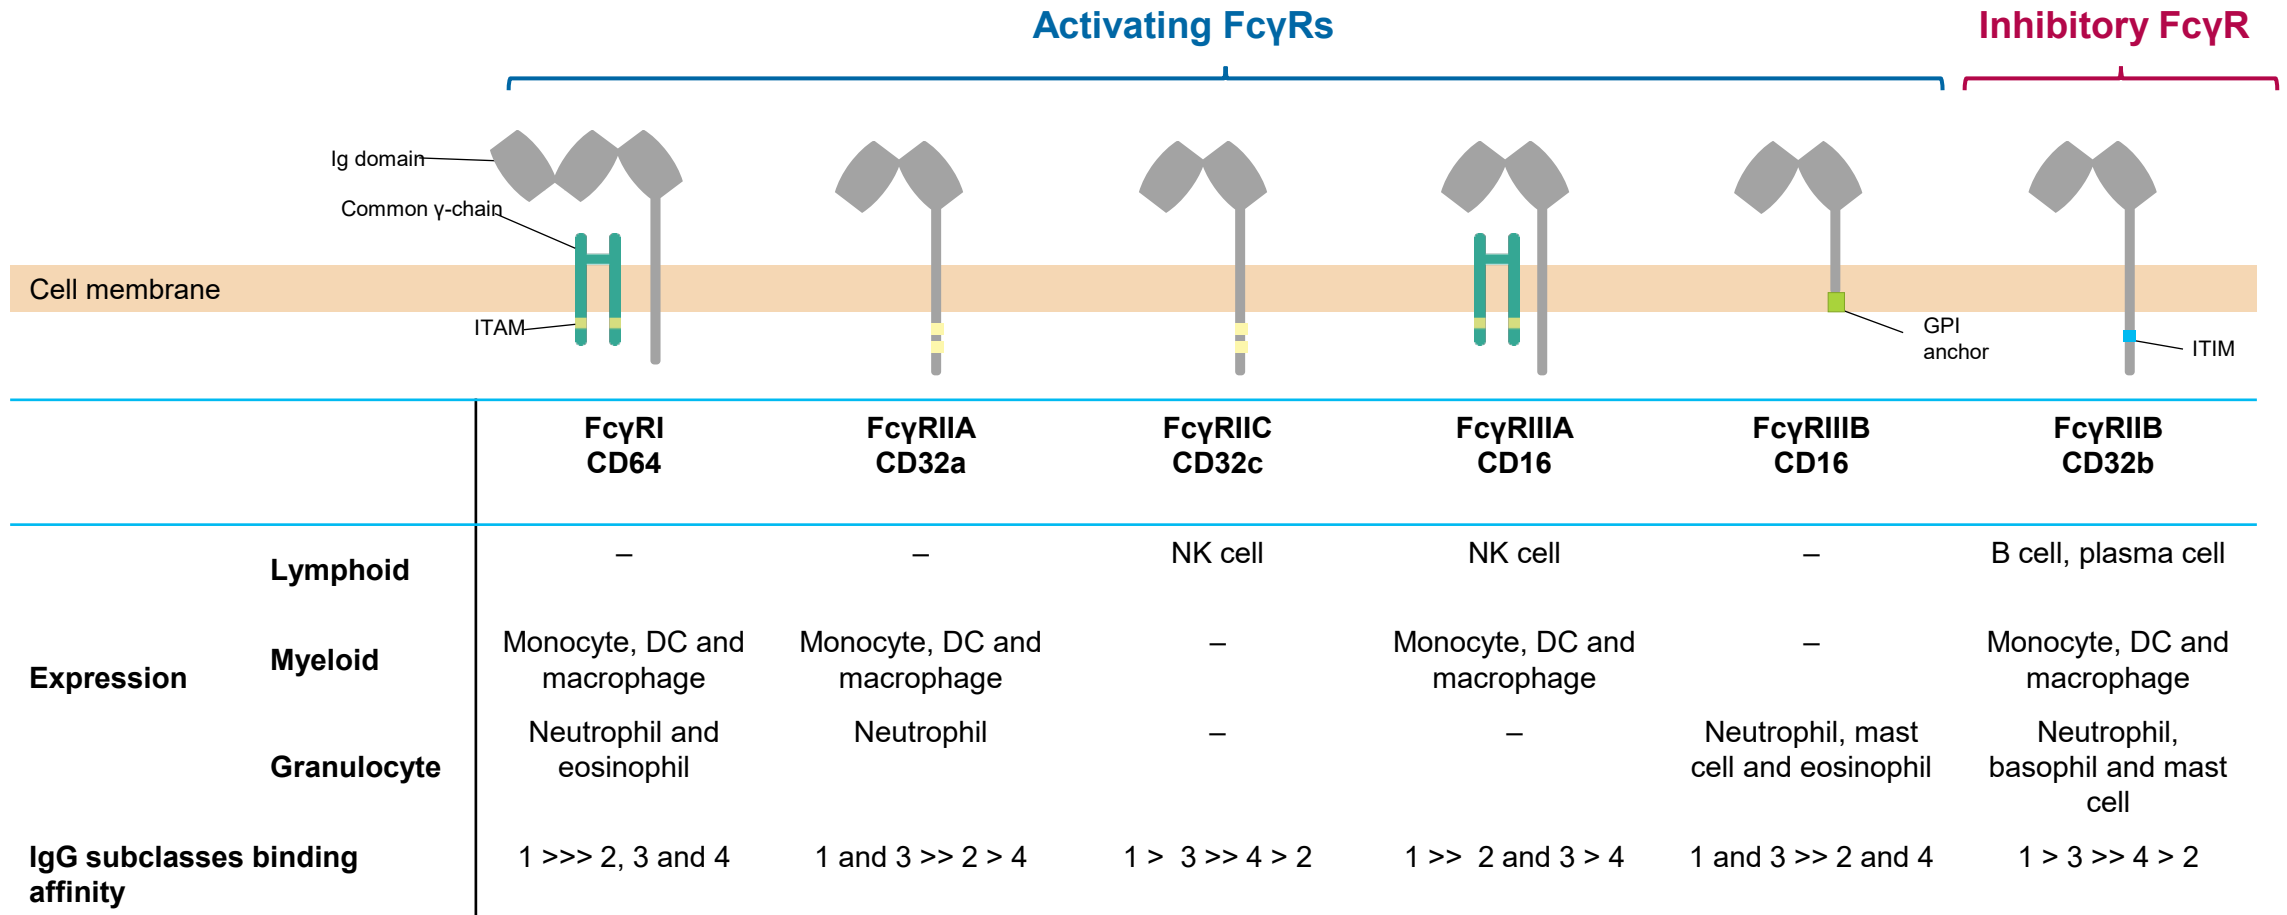 Activating FcγRs
Inhibitory FcγR
Ig domain
Common γ-chain
Cell membrane
ITAM
GPI
anchor
ITIM
FcγRI
CD64
FcγRIIA
CD32a
FcγRIIC
CD32c
FcγRIIIA
CD16
FcγRIIIB
CD16
FcγRIIB
CD32b
Expression
Lymphoid
–
–
NK cell
NK cell
–
B cell, plasma cell
Myeloid
Monocyte, DC and
macrophage
Monocyte, DC and
macrophage
–
Monocyte, DC and
macrophage
–
Monocyte, DC and
macrophage
Granulocyte
Neutrophil and
eosinophil
Neutrophil
–
–
Neutrophil, mast
cell and eosinophil
Neutrophil,
basophil and mast
cell
IgG subclasses binding
affinity
1 >>> 2, 3 and 4
1 and 3 >> 2 > 4
1 > 3 >> 4 > 2
1 >> 2 and 3 > 4
1 and 3 >> 2 and 4
1 > 3 >> 4 > 2